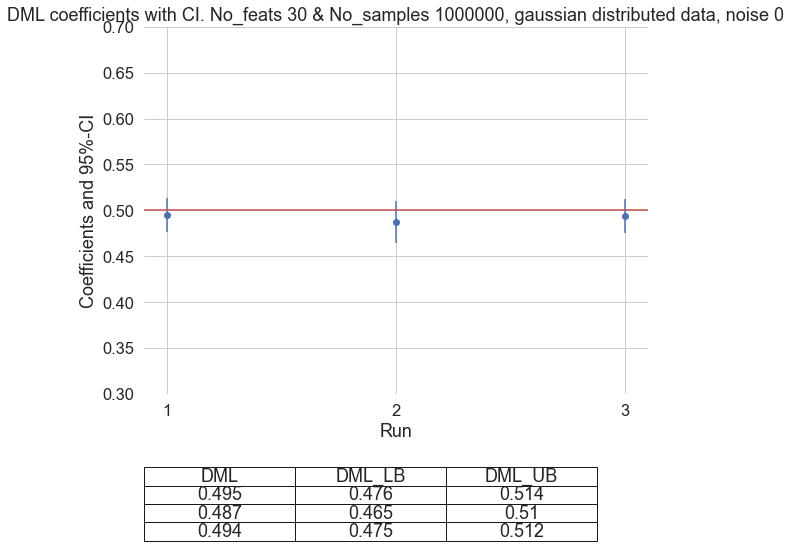 DML coefficients with CI. No_feats 30 & No_samples 1000000, gaussian distributed data, noise 0
0.70
0.65
0.60
0.55
0.50
0.45
0.40
0.35
0.30
Coefficients and 95%-CI
1 2 3
Run
DML DML_LB DML_UB
0.495 0.476 0.514
0.487 0.465 0.51
0.494 0.475 0.512